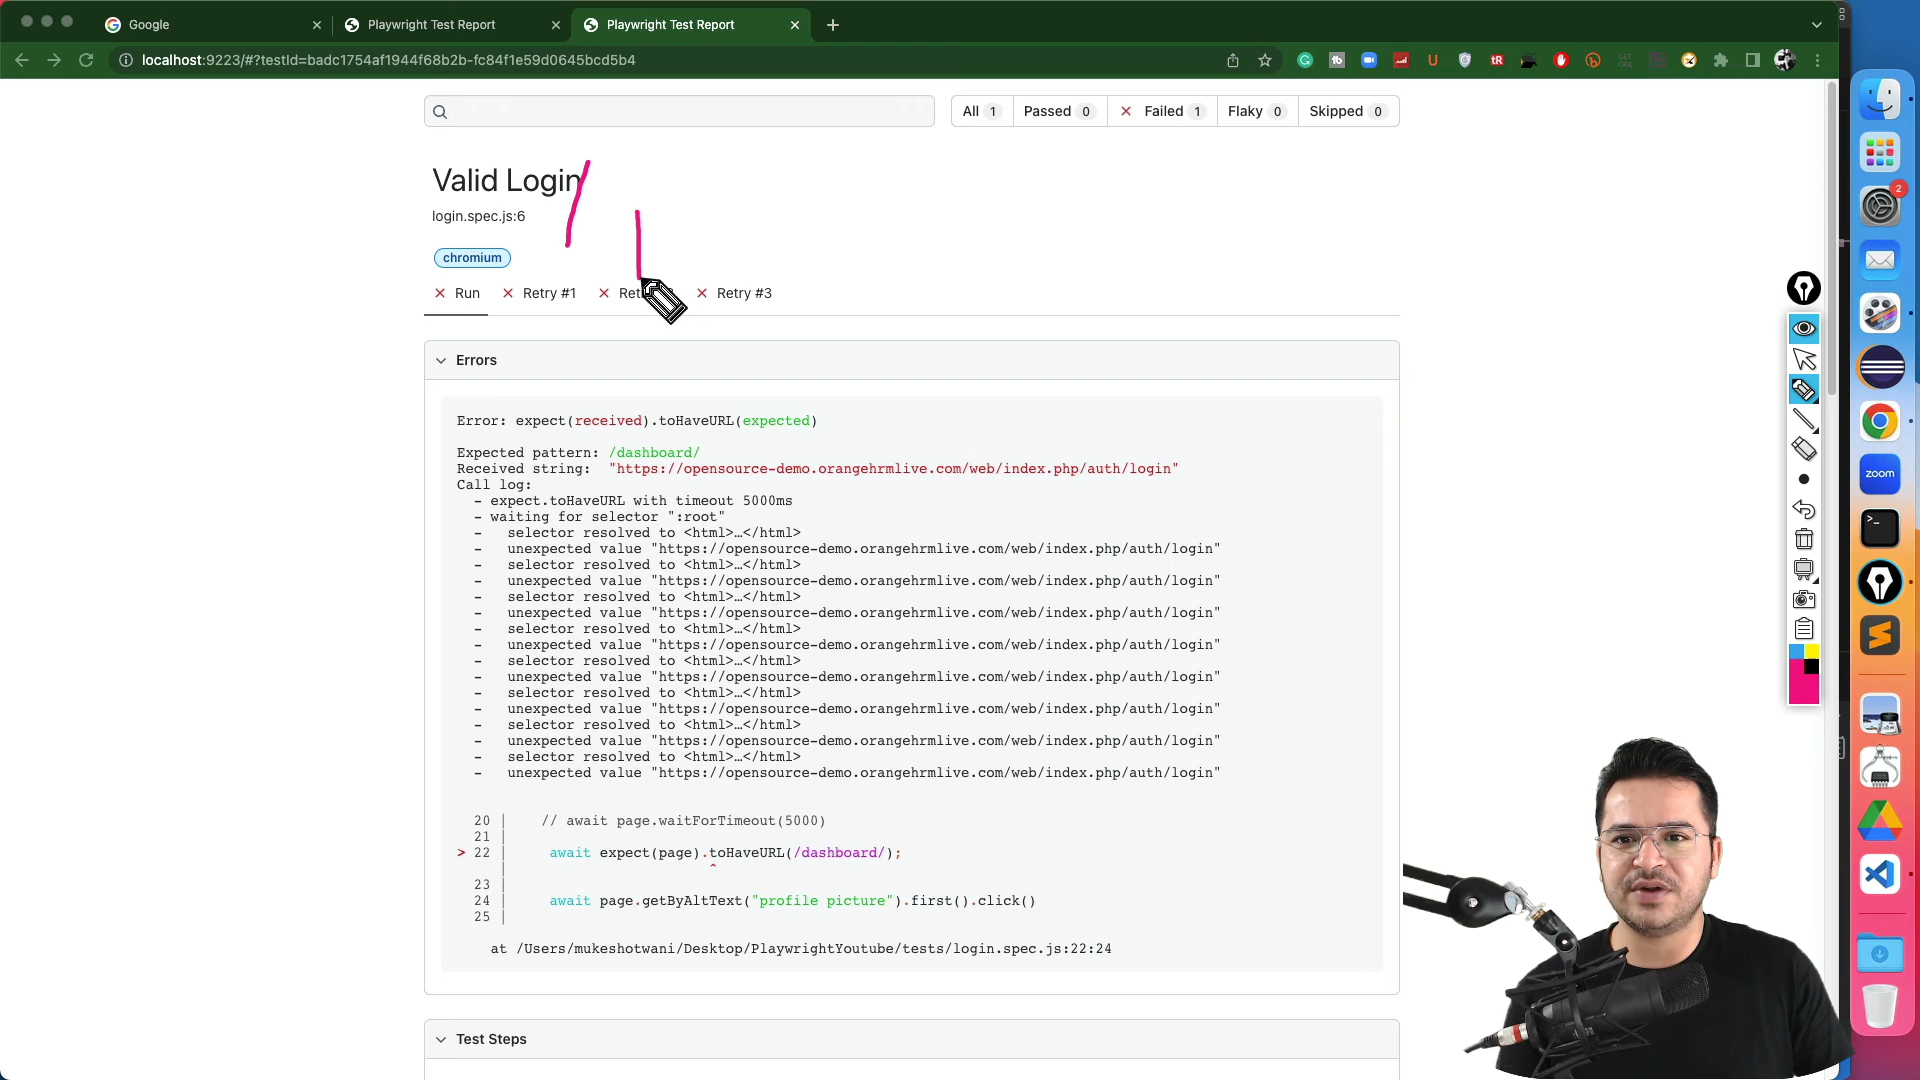 Google
Playwright Test Report
Playwright Test Report
localhost:9223/#?testId=badc1754af1944f68b2b-fc84f1e59d0645bcd5b4
All 1
Passed 0
Failed 1
Flaky 0
Skipped 0
Valid Login
login.spec.js:6
chromium
Run
Retry #1
Retry #3
Errors
Error: expect(received).toHaveURL(expected)
Expected pattern: /dashboard/
Received string: "https://opensource-demo.orangehrmlive.com/web/index.php/auth/login"
Call log:
- expect.toHaveURL with timeout 5000ms
- waiting for selector ":root"
- selector resolved to <html>…</html>
- unexpected value "https://opensource-demo.orangehrmlive.com/web/index.php/auth/login"
- selector resolved to <html>…</html>
- unexpected value "https://opensource-demo.orangehrmlive.com/web/index.php/auth/login"
- selector resolved to <html>…</html>
- unexpected value "https://opensource-demo.orangehrmlive.com/web/index.php/auth/login"
- selector resolved to <html>…</html>
- unexpected value "https://opensource-demo.orangehrmlive.com/web/index.php/auth/login"
- selector resolved to <html>…</html>
- unexpected value "https://opensource-demo.orangehrmlive.com/web/index.php/auth/login"
- selector resolved to <html>…</html>
- unexpected value "https://opensource-demo.orangehrmlive.com/web/index.php/auth/login"
- selector resolved to <html>…</html>
- unexpected value "https://opensource-demo.orangehrmlive.com/web/index.php/auth/login"
- selector resolved to <html>…</html>
- unexpected value "https://opensource-demo.orangehrmlive.com/web/index.php/auth/login"
20 | // await page.waitForTimeout(5000)
21 |
> 22 | await expect(page).toHaveURL(/dashboard/);
| ^
23 |
24 | await page.getByAltText("profile picture").first().click()
25 |
at /Users/mukeshotwani/Desktop/PlaywrightYoutube/tests/login.spec.js:22:24
Test Steps
2
zoom